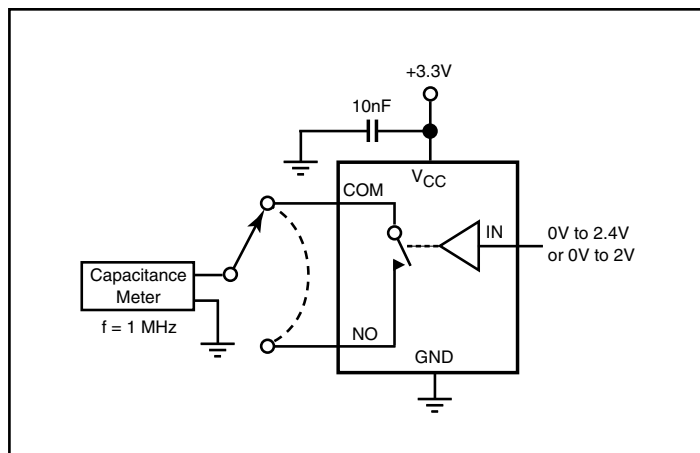 +3.3V
10nF
VCC
COM
IN
0V to 2.4V
or 0V to 2V
Capacitance
Meter
f = 1 MHz
NO
GND